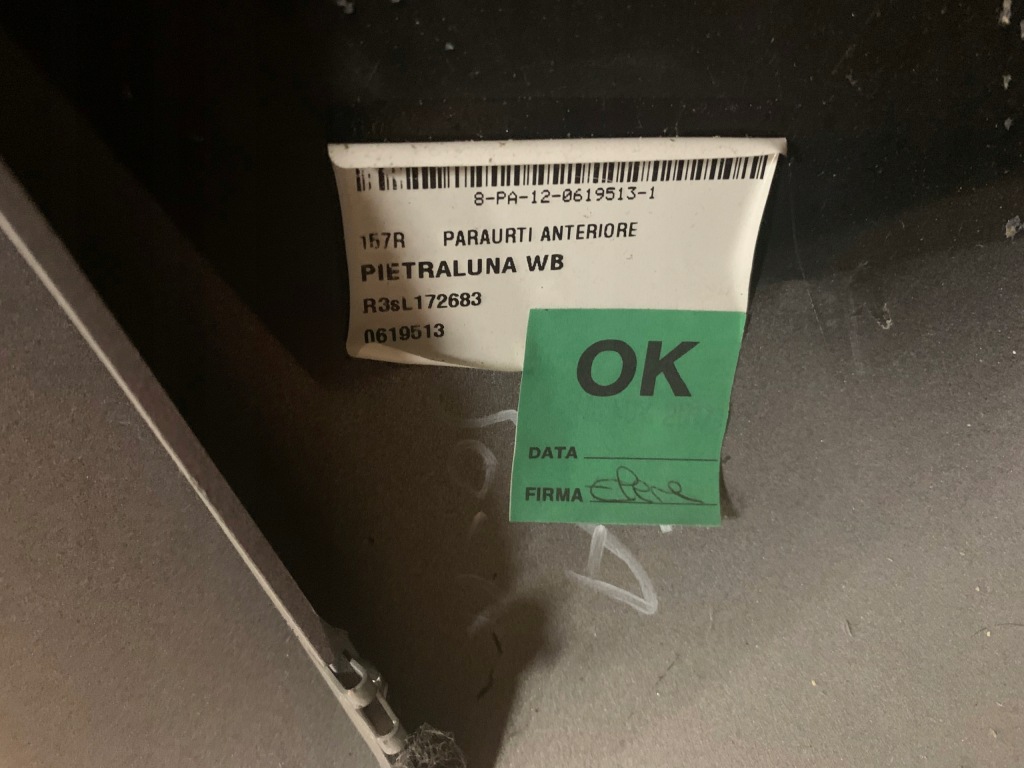 8-PA-12-0619513-1
157R PARAURTI ANTERIORE
PIETRALUNA WB
R3sL172683
0619513
OK
DATA
FIRMA